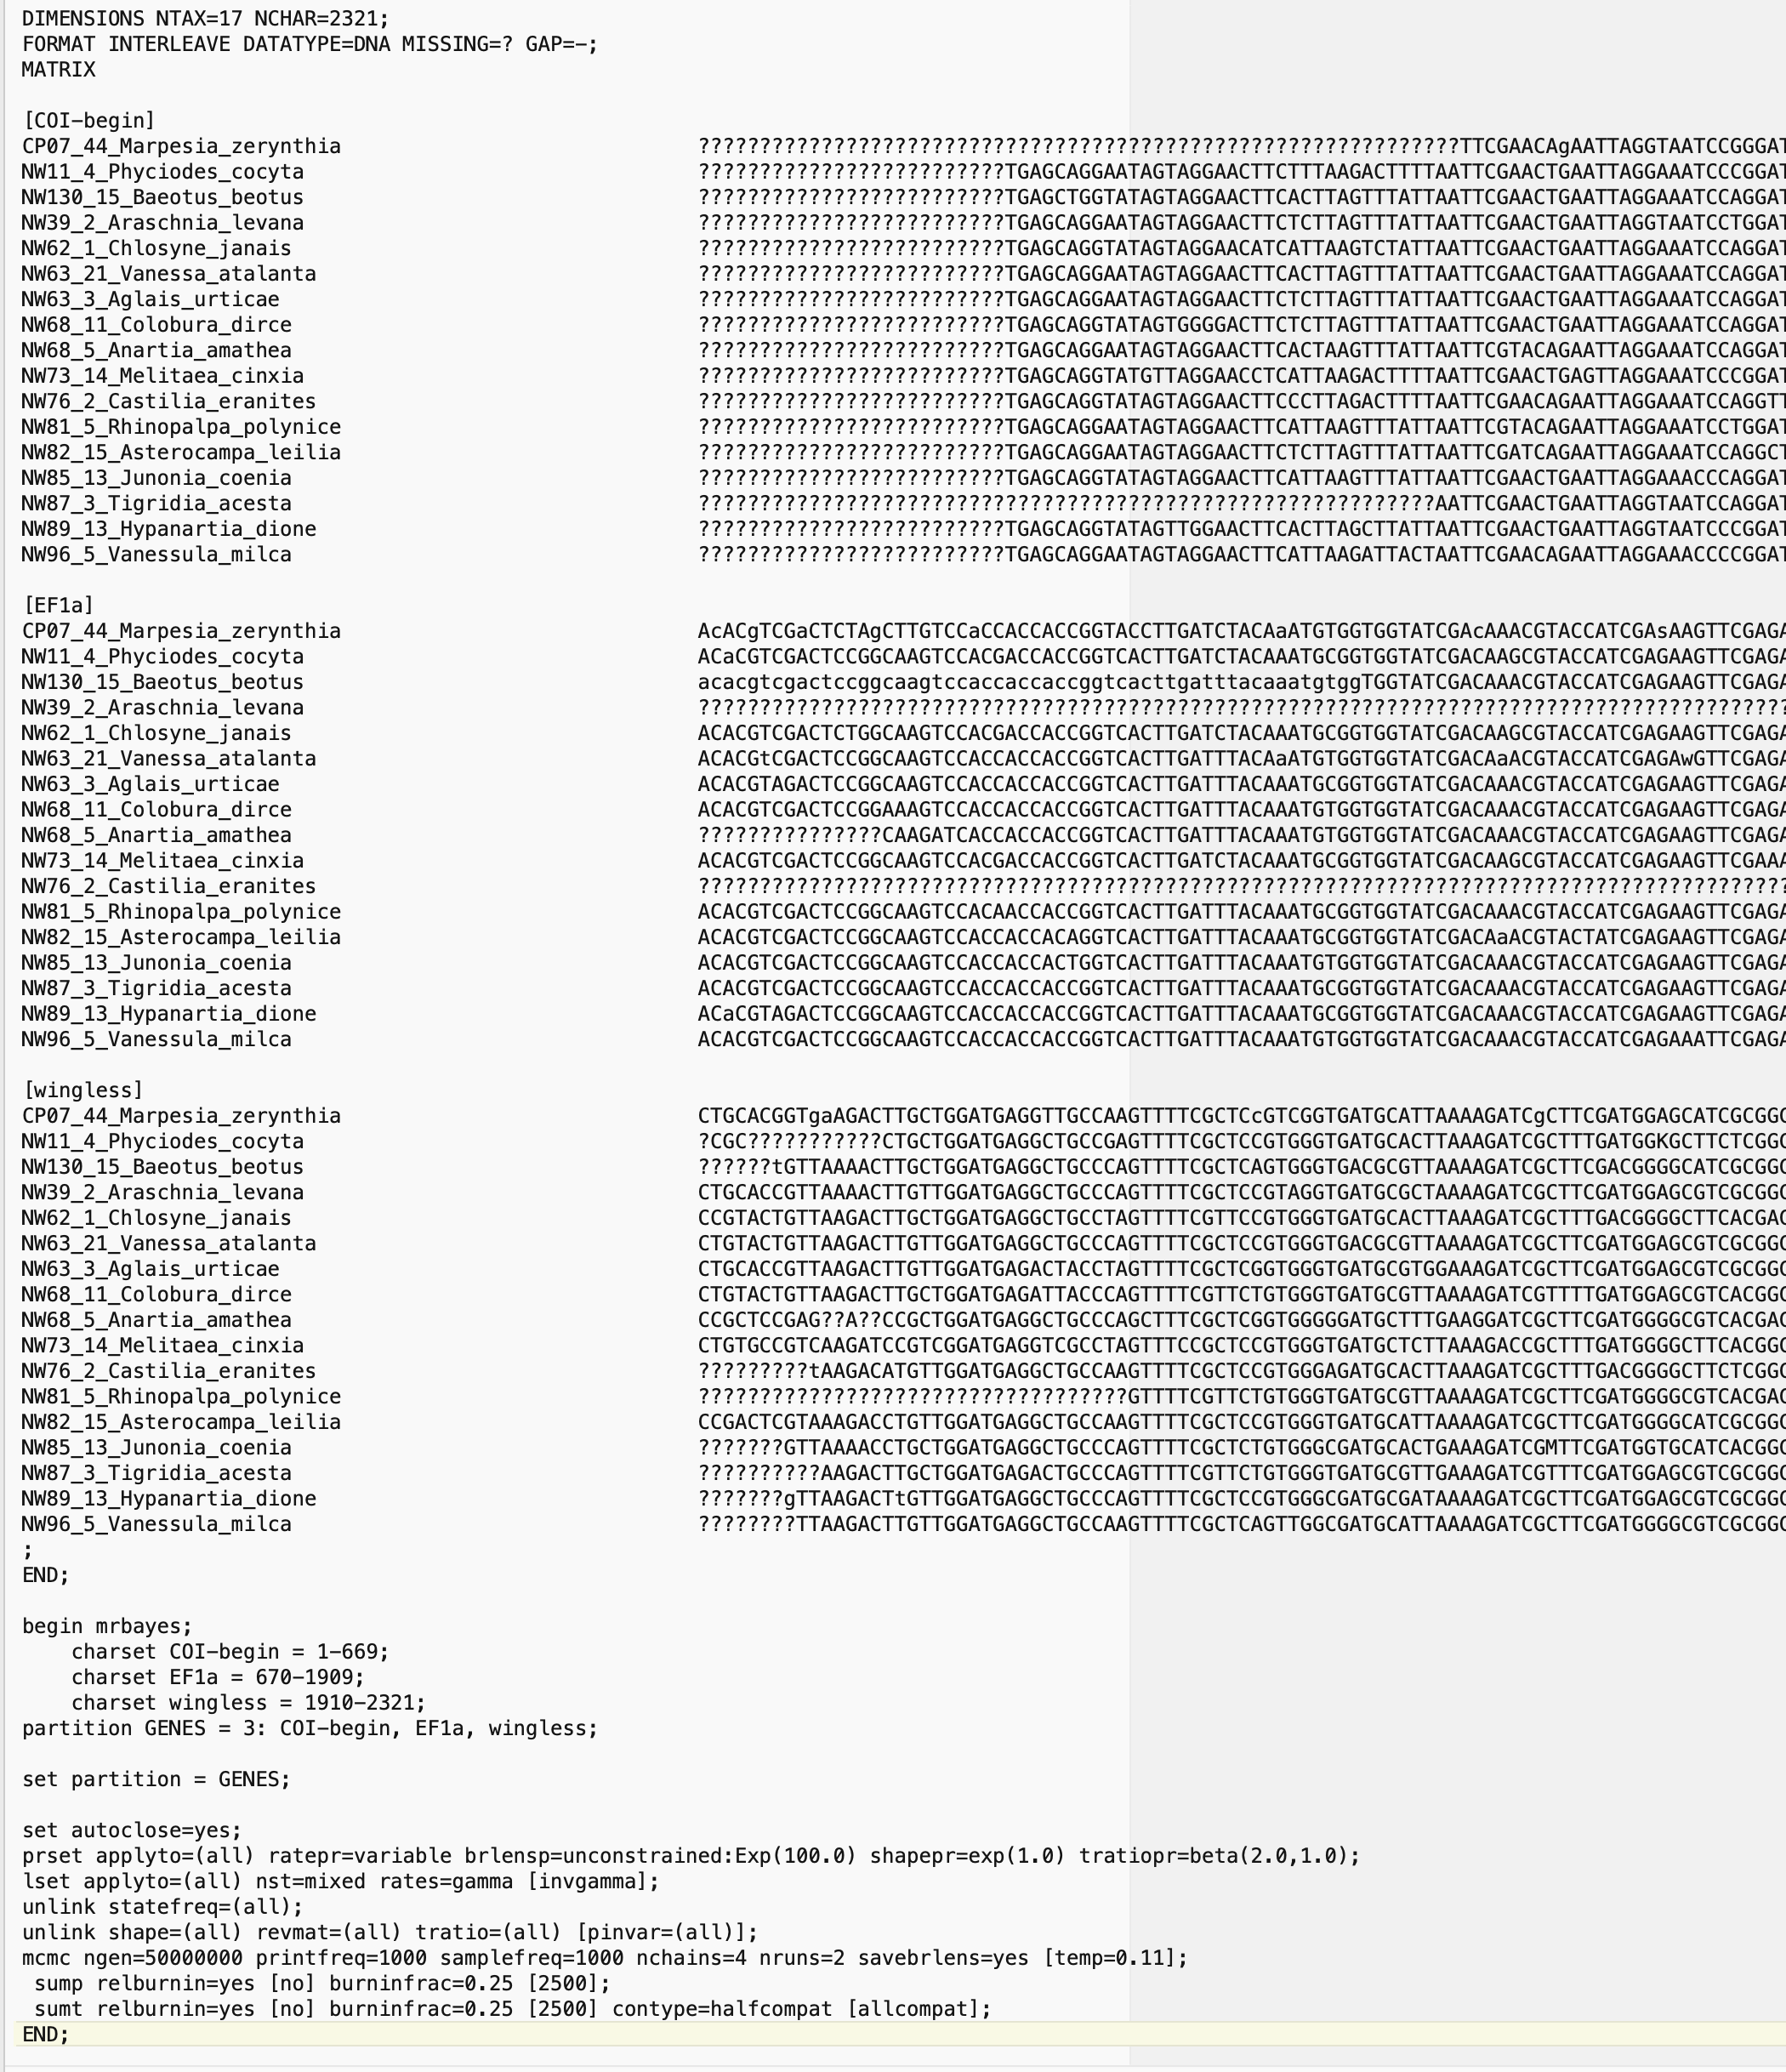 DIMENSIONS NTAX=17 NCHAR=2321;
FORMAT INTERLEAVE DATATYPE=DNA MISSING=? GAP=-;
MATRIX
[COI-begin]
CP07_44_Marpesia_zerynthia ??????????????????????????????????????????????????????????????TTCGAACAgAATTAGGTAATCCGGGAT
NW11_4_Phyciodes_cocyta ?????????????????????????TGAGCAGGAATAGTAGGAACTTCTTTAAGACTTTTAATTCGAACTGAATTAGGAAATCCCGGAT
NW130_15_Baeotus_beotus ?????????????????????????TGAGCTGGTATAGTAGGAACTTCACTTAGTTTATTAATTCGAACTGAATTAGGAAATCCAGGAT
NW39_2_Araschnia_levana ?????????????????????????TGAGCAGGAATAGTAGGAACTTCTCTTAGTTTATTAATTCGAACTGAATTAGGTAATCCTGGAT
NW62_1_Chlosyne_janais ?????????????????????????TGAGCAGGTATAGTAGGAACATCATTAAGTCTATTAATTCGAACTGAATTAGGAAATCCAGGAT
NW63_21_Vanessa_atalanta ?????????????????????????TGAGCAGGAATAGTAGGAACTTCACTTAGTTTATTAATTCGAACTGAATTAGGAAATCCAGGAT
NW63_3_Aglais_urticae ?????????????????????????TGAGCAGGAATAGTAGGAACTTCTCTTAGTTTATTAATTCGAACTGAATTAGGAAATCCAGGAT
NW68_11_Colobura_dirce ?????????????????????????TGAGCAGGTATAGTGGGGACTTCTCTTAGTTTATTAATTCGAACTGAATTAGGAAATCCAGGAT
NW68_5_Anartia_amathea ?????????????????????????TGAGCAGGAATAGTAGGAACTTCACTAAGTTTATTAATTCGTACAGAATTAGGAAATCCAGGAT
NW73_14_Melitaea_cinxia ?????????????????????????TGAGCAGGTATGTTAGGAACCTCATTAAGACTTTTAATTCGAACTGAGTTAGGAAATCCCGGAT
NW76_2_Castilia_eranites ?????????????????????????TGAGCAGGTATAGTAGGAACTTCCCTTAGACTTTTAATTCGAACAGAATTAGGAAATCCAGGTT
NW81_5_Rhinopalpa_polynice ?????????????????????????TGAGCAGGAATAGTAGGAACTTCATTAAGTTTATTAATTCGTACAGAATTAGGAAATCCTGGAT
NW82_15_Asterocampa_leilia ?????????????????????????TGAGCAGGAATAGTAGGAACTTCTCTTAGTTTATTAATTCGATCAGAATTAGGAAATCCAGGCT
NW85_13_Junonia_coenia ?????????????????????????TGAGCAGGTATAGTAGGAACTTCATTAAGTTTATTAATTCGAACTGAATTAGGAAACCCAGGAT
NW87_3_Tigridia_acesta ????????????????????????????????????????????????????????????AATTCGAACTGAATTAGGTAATCCAGGAT
NW89_13_Hypanartia_dione ?????????????????????????TGAGCAGGTATAGTTGGAACTTCACTTAGCTTATTAATTCGAACTGAATTAGGTAATCCCGGAT
NW96_5_Vanessula_milca ?????????????????????????TGAGCAGGAATAGTAGGAACTTCATTAAGATTACTAATTCGAACAGAATTAGGAAACCCCGGAT
[EF1a]
CP07_44_Marpesia_zerynthia AcACgTCGaCTCTAgCTTGTCCaCCACCACCGGTACCTTGATCTACAaATGTGGTGGTATCGAcAAACGTACCATCGAsAAGTTCGAGA
NW11_4_Phyciodes_cocyta ACaCGTCGACTCCGGCAAGTCCACGACCACCGGTCACTTGATCTACAAATGCGGTGGTATCGACAAGCGTACCATCGAGAAGTTCGAGA
NW130_15_Baeotus_beotus acacgtcgactccggcaagtccaccaccaccggtcacttgatttacaaatgtggTGGTATCGACAAACGTACCATCGAGAAGTTCGAGA
NW39_2_Araschnia_levana ?????????????????????????????????????????????????????????????????????????????????????????
NW62_1_Chlosyne_janais ACACGTCGACTCTGGCAAGTCCACGACCACCGGTCACTTGATCTACAAATGCGGTGGTATCGACAAGCGTACCATCGAGAAGTTCGAGA
NW63_21_Vanessa_atalanta ACACGtCGACTCCGGCAAGTCCACCACCACCGGTCACTTGATTTACAaATGTGGTGGTATCGACAaACGTACCATCGAGAwGTTCGAGA
NW63_3_Aglais_urticae ACACGTAGACTCCGGCAAGTCCACCACCACCGGTCACTTGATTTACAAATGCGGTGGTATCGACAAACGTACCATCGAGAAGTTCGAGA
NW68_11_Colobura_dirce ACACGTCGACTCCGGAAAGTCCACCACCACCGGTCACTTGATTTACAAATGTGGTGGTATCGACAAACGTACCATCGAGAAGTTCGAGA
NW68_5_Anartia_amathea ???????????????CAAGATCACCACCACCGGTCACTTGATTTACAAATGTGGTGGTATCGACAAACGTACCATCGAGAAGTTCGAGA
NW73_14_Melitaea_cinxia ACACGTCGACTCCGGCAAGTCCACGACCACCGGTCACTTGATCTACAAATGCGGTGGTATCGACAAGCGTACCATCGAGAAGTTCGAAA
NW76_2_Castilia_eranites ?????????????????????????????????????????????????????????????????????????????????????????
NW81_5_Rhinopalpa_polynice ACACGTCGACTCCGGCAAGTCCACAACCACCGGTCACTTGATTTACAAATGCGGTGGTATCGACAAACGTACCATCGAGAAGTTCGAGA
NW82_15_Asterocampa_leilia ACACGTCGACTCCGGCAAGTCCACCACCACAGGTCACTTGATTTACAAATGCGGTGGTATCGACAaACGTACTATCGAGAAGTTCGAGA
NW85_13_Junonia_coenia ACACGTCGACTCCGGCAAGTCCACCACCACTGGTCACTTGATTTACAAATGTGGTGGTATCGACAAACGTACCATCGAGAAGTTCGAGA
NW87_3_Tigridia_acesta ACACGTCGACTCCGGCAAGTCCACCACCACCGGTCACTTGATTTACAAATGCGGTGGTATCGACAAACGTACCATCGAGAAGTTCGAGA
NW89_13_Hypanartia_dione ACaCGTAGACTCCGGCAAGTCCACCACCACCGGTCACTTGATTTACAAATGCGGTGGTATCGACAAACGTACCATCGAGAAGTTCGAGA
NW96_5_Vanessula_milca ACACGTCGACTCCGGCAAGTCCACCACCACCGGTCACTTGATTTACAAATGTGGTGGTATCGACAAACGTACCATCGAGAAATTCGAGA
[wingless]
CP07_44_Marpesia_zerynthia CTGCACGGTgaAGACTTGCTGGATGAGGTTGCCAAGTTTTCGCTCcGTCGGTGATGCATTAAAAGATCgCTTCGATGGAGCATCGCGGC
NW11_4_Phyciodes_cocyta ?CGC???????????CTGCTGGATGAGGCTGCCGAGTTTTCGCTCCGTGGGTGATGCACTTAAAGATCGCTTTGATGGKGCTTCTCGGC
NW130_15_Baeotus_beotus ??????tGTTAAAACTTGCTGGATGAGGCTGCCCAGTTTTCGCTCAGTGGGTGACGCGTTAAAAGATCGCTTCGACGGGGCATCGCGGC
NW39_2_Araschnia_levana CTGCACCGTTAAAACTTGTTGGATGAGGCTGCCCAGTTTTCGCTCCGTAGGTGATGCGCTAAAAGATCGCTTCGATGGAGCGTCGCGGC
NW62_1_Chlosyne_janais CCGTACTGTTAAGACTTGCTGGATGAGGCTGCCTAGTTTTCGTTCCGTGGGTGATGCACTTAAAGATCGCTTTGACGGGGCTTCACGAC
NW63_21_Vanessa_atalanta CTGTACTGTTAAGACTTGTTGGATGAGGCTGCCCAGTTTTCGCTCCGTGGGTGACGCGTTAAAAGATCGCTTCGATGGAGCGTCGCGGC
NW63_3_Aglais_urticae CTGCACCGTTAAGACTTGTTGGATGAGACTACCTAGTTTTCGCTCGGTGGGTGATGCGTGGAAAGATCGCTTCGATGGAGCGTCGCGGC
NW68_11_Colobura_dirce CTGTACTGTTAAGACTTGCTGGATGAGATTACCCAGTTTTCGTTCTGTGGGTGATGCGTTAAAAGATCGTTTTGATGGAGCGTCACGGC
NW68_5_Anartia_amathea CCGCTCCGAG??A??CCGCTGGATGAGGCTGCCCAGCTTTCGCTCGGTGGGGGATGCTTTGAAGGATCGCTTCGATGGGGCGTCACGAC
NW73_14_Melitaea_cinxia CTGTGCCGTCAAGATCCGTCGGATGAGGTCGCCTAGTTTCCGCTCCGTGGGTGATGCTCTTAAAGACCGCTTTGATGGGGCTTCACGGC
NW76_2_Castilia_eranites ?????????tAAGACATGTTGGATGAGGCTGCCAAGTTTTCGCTCCGTGGGAGATGCACTTAAAGATCGCTTTGACGGGGCTTCTCGGC
NW81_5_Rhinopalpa_polynice ???????????????????????????????????GTTTTCGTTCTGTGGGTGATGCGTTAAAAGATCGCTTCGATGGGGCGTCACGAC
NW82_15_Asterocampa_leilia CCGACTCGTAAAGACCTGTTGGATGAGGCTGCCAAGTTTTCGCTCCGTGGGTGATGCATTAAAAGATCGCTTCGATGGGGCATCGCGGC
NW85_13_Junonia_coenia ???????GTTAAAACCTGCTGGATGAGGCTGCCCAGTTTTCGCTCTGTGGGCGATGCACTGAAAGATCGMTTCGATGGTGCATCACGGC
NW87_3_Tigridia_acesta ??????????AAGACTTGCTGGATGAGACTGCCCAGTTTTCGTTCTGTGGGTGATGCGTTGAAAGATCGTTTCGATGGAGCGTCGCGGC
NW89_13_Hypanartia_dione ???????gTTAAGACTtGTTGGATGAGGCTGCCCAGTTTTCGCTCCGTGGGCGATGCGATAAAAGATCGCTTCGATGGAGCGTCGCGGC
NW96_5_Vanessula_milca ????????TTAAGACTTGTTGGATGAGGCTGCCAAGTTTTCGCTCAGTTGGCGATGCATTAAAAGATCGCTTCGATGGGGCGTCGCGGC
;
END;
begin mrbayes;
charset COI-begin = 1-669;
charset EF1a = 670-1909;
charset wingless = 1910-2321;
partition GENES = 3: COI-begin, EF1a, wingless;
set partition = GENES;
set autoclose=yes;
prset applyto=(all) ratepr=variable brlensp=unconstrained:Exp(100.0) shapepr=exp(1.0) tratiopr=beta(2.0,1.0);
lset applyto=(all) nst=mixed rates=gamma [invgamma];
unlink statefreq=(all);
unlink shape=(all) revmat=(all) tratio=(all) [pinvar=(all)];
mcmc ngen=50000000 printfreq=1000 samplefreq=1000 nchains=4 nruns=2 savebrlens=yes [temp=0.11];
sump relburnin=yes [no] burninfrac=0.25 [2500];
sumt relburnin=yes [no] burninfrac=0.25 [2500] contype=halfcompat [allcompat];
END;